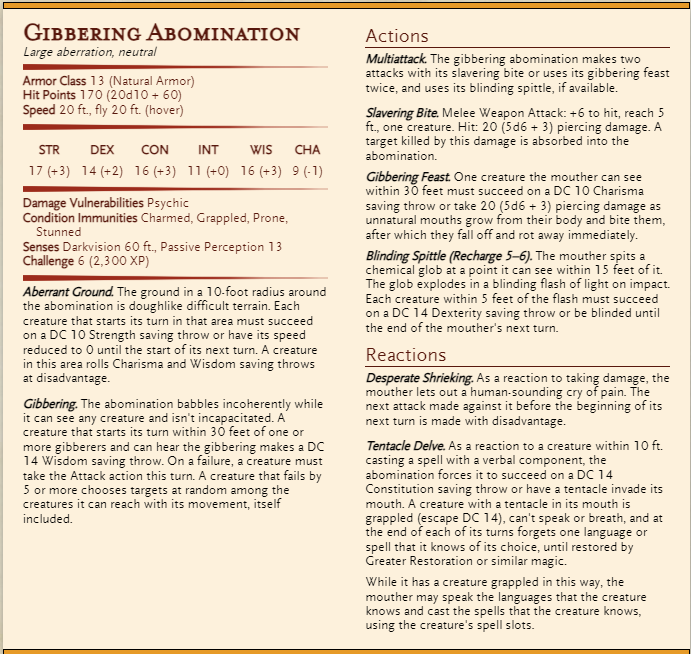 Gibbering Abomination
Large aberration, neutral
Armor Class 13 (Natural Armor)
Hit Points 170 (20d10 + 60)
Speed 20 ft., fly 20 ft. (hover)
STR DEX CON INT WIS CHA
17 (+3) 14 (+2) 16 (+3) 11 (+0) 16 (+3) 9 (-1)
Damage Vulnerabilities Psychic
Condition Immunities Charmed, Grappled, Prone,
Stunned
Senses Darkvision 60 ft., Passive Perception 13
Challenge 6 (2,300 XP)
Aberrant Ground. The ground in a 10-foot radius around
the abomination is doughlike difficult terrain. Each
creature that starts its turn in that area must succeed
on a DC 10 Strength saving throw or have its speed
reduced to 0 until the start of its next turn. A creature
in this area rolls Charisma and Wisdom saving throws
at disadvantage.
Gibbering. The abomination babbles incoherently while
it can see any creature and isn't incapacitated. A
creature that starts its turn within 30 feet of one or
more gibberers and can hear the gibbering makes a DC
14 Wisdom saving throw. On a failure, a creature must
take the Attack action this turn. A creature that fails by
5 or more chooses targets at random among the
creatures it can reach with its movement, itself
included.
Actions
Multiattack. The gibbering abomination makes two
attacks with its slavering bite or uses its gibbering feast
twice, and uses its blinding spittle, if available.
Slavering Bite. Melee Weapon Attack: +6 to hit, reach 5
ft., one creature. Hit: 20 (5d6 + 3) piercing damage. A
target killed by this damage is absorbed into the
abomination.
Gibbering Feast. One creature the mouther can see
within 30 feet must succeed on a DC 10 Charisma
saving throw or take 20 (5d6 + 3) piercing damage as
unnatural mouths grow from their body and bite them,
after which they fall off and rot away immediately.
Blinding Spittle (Recharge 5–6). The mouther spits a
chemical glob at a point it can see within 15 feet of it.
The glob explodes in a blinding flash of light on impact.
Each creature within 5 feet of the flash must succeed
on a DC 14 Dexterity saving throw or be blinded until
the end of the mouther's next turn.
Reactions
Desperate Shrieking. As a reaction to taking damage, the
mouther lets out a human-sounding cry of pain. The
next attack made against it before the beginning of its
next turn is made with disadvantage.
Tentacle Delve. As a reaction to a creature within 10 ft.
casting a spell with a verbal component, the
abomination forces it to succeed on a DC 14
Constitution saving throw or have a tentacle invade its
mouth. A creature with a tentacle in its mouth is
grappled (escape DC 14), can't speak or breath, and at
the end of each of its turns forgets one language or
spell that it knows of its choice, until restored by
Greater Restoration or similar magic.
While it has a creature grappled in this way, the
mouther may speak the languages that the creature
knows and cast the spells that the creature knows,
using the creature's spell slots.